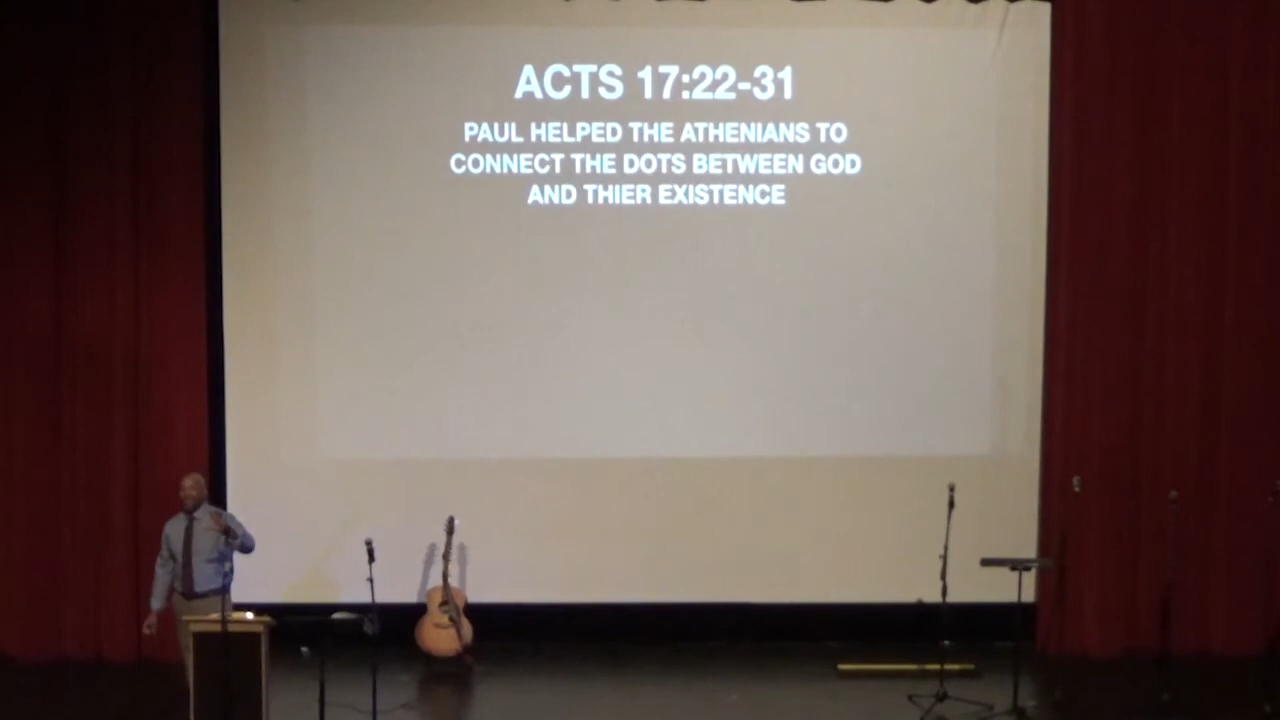 ACTS 17:22-31
PAUL HELPED THE ATHENIANS TO
CONNECT THE DOTS BETWEEN GOD
AND THIER EXISTENCE